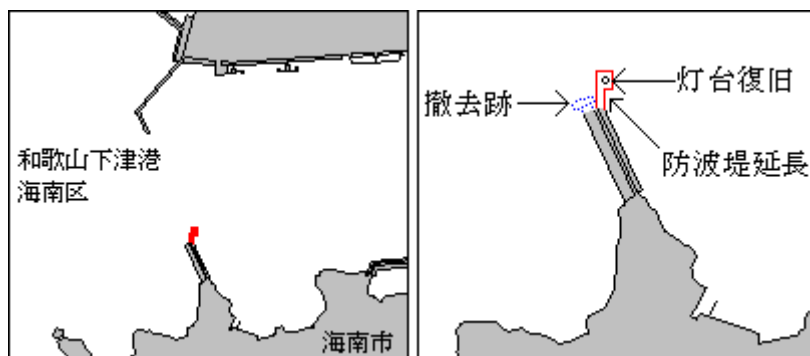 和歌山下津港
海南区
海南市
撤去跡
灯台復旧
防波堤延長